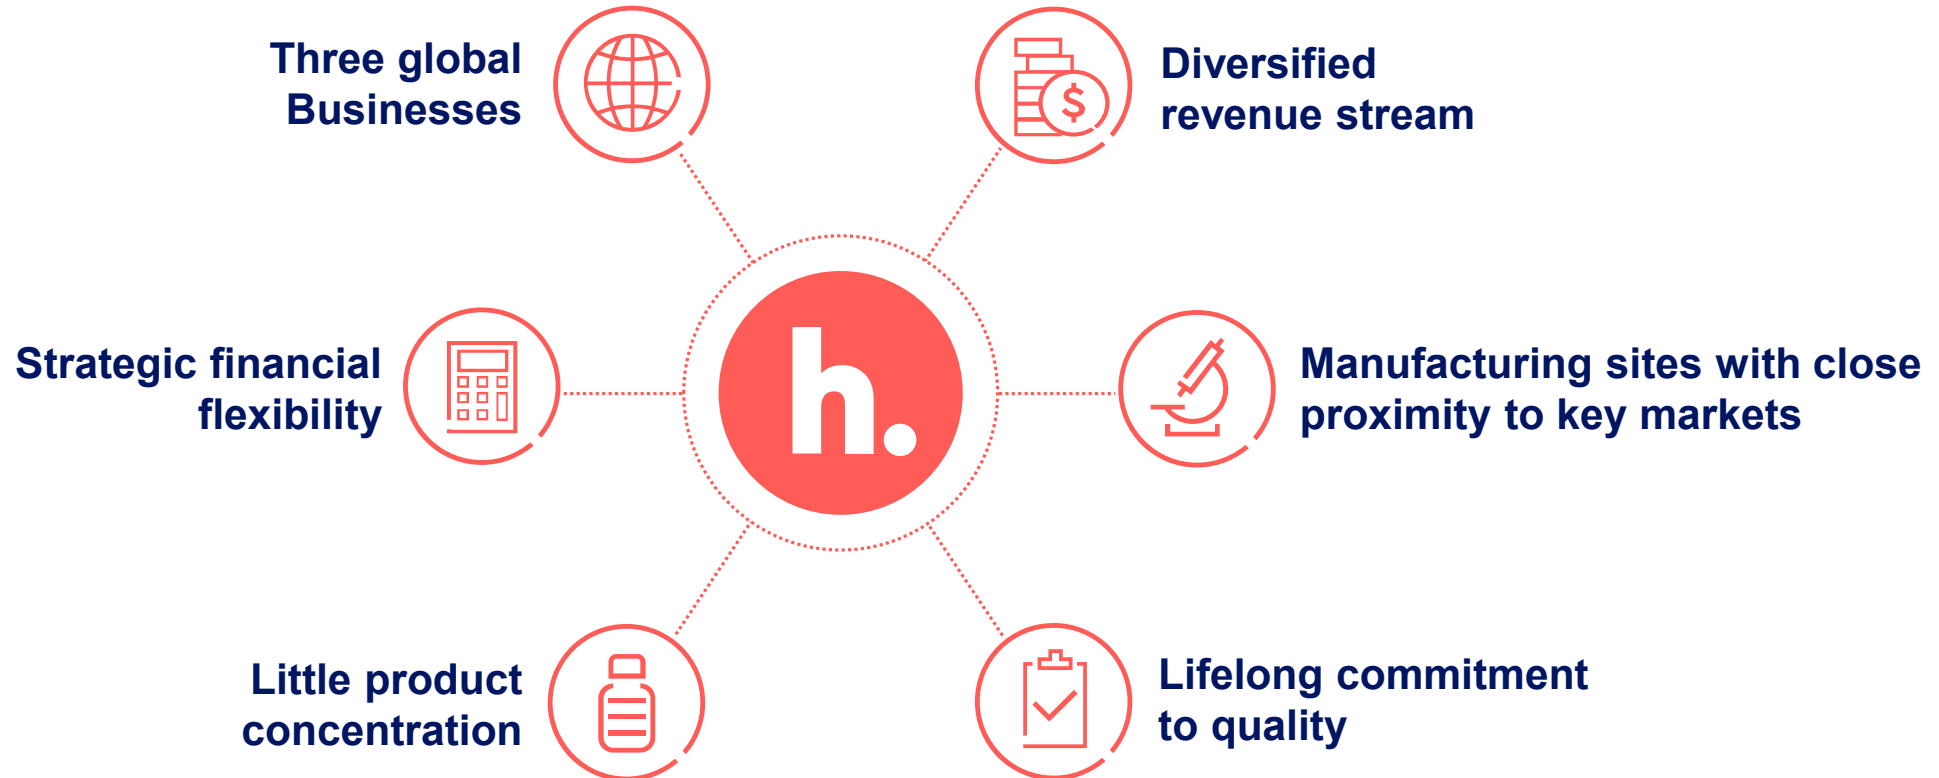 Three global
Businesses
Diversified
revenue stream
Strategic financial
flexibility
h.
Manufacturing sites with close
proximity to key markets
Little product
concentration
Lifelong commitment
to quality
$